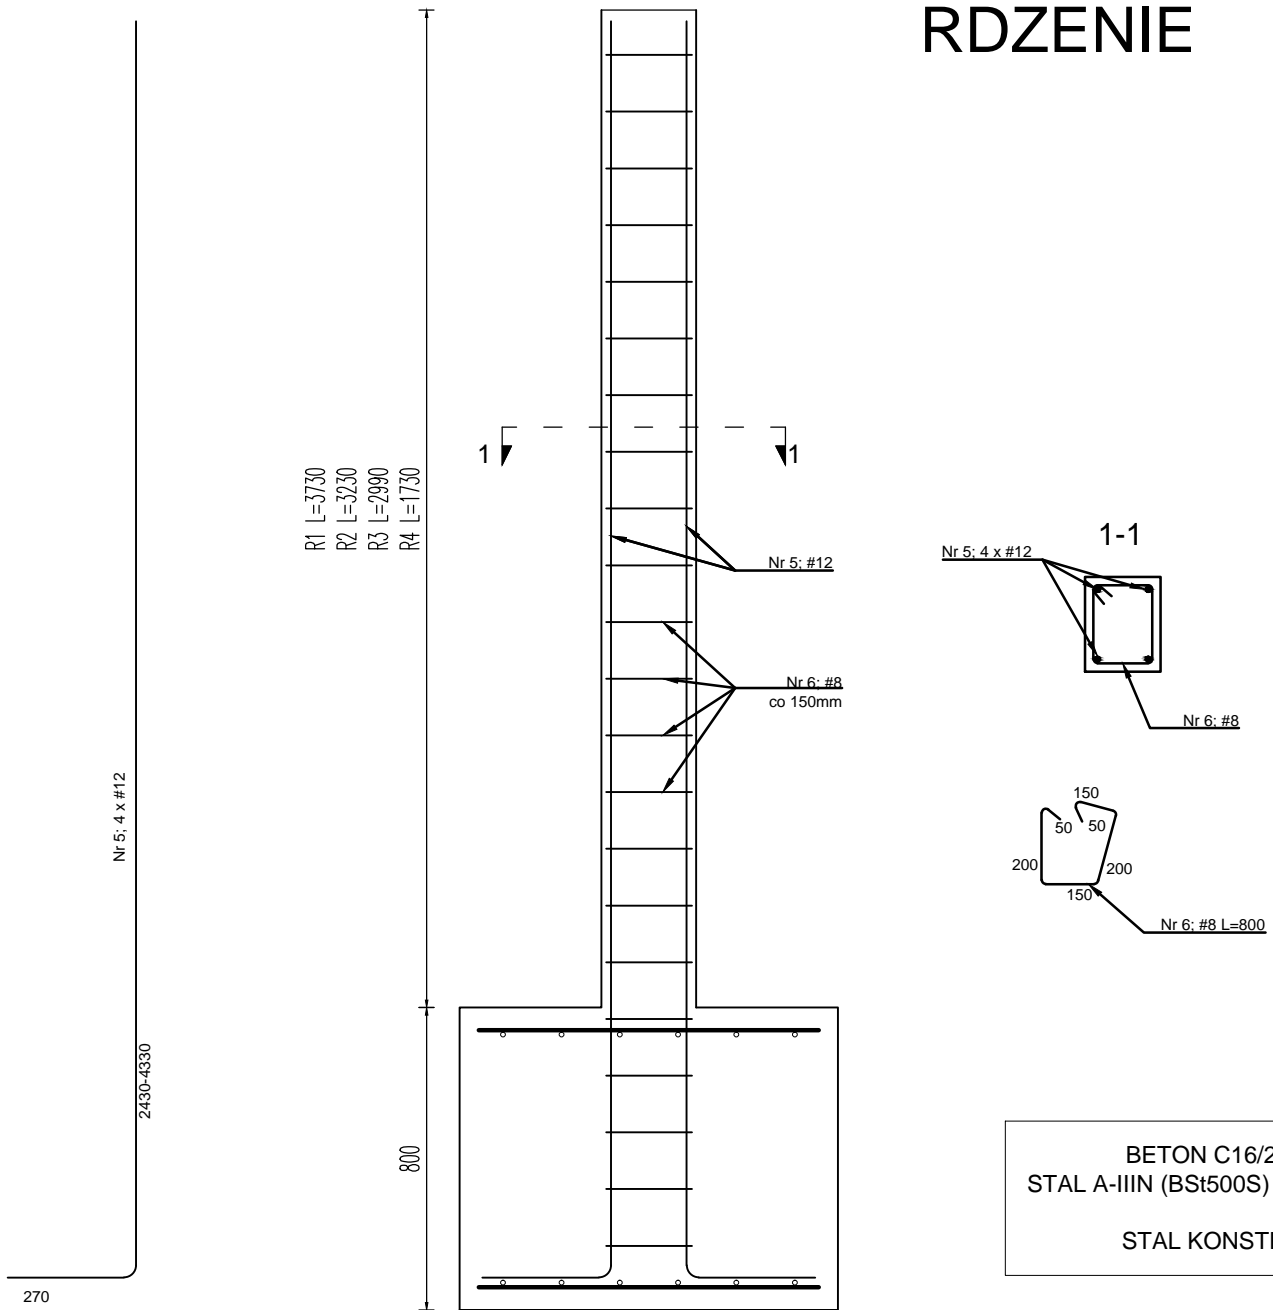 RDZENIE
R1 L=3730
R2 L=3230
R3 L=2990
R4 L=1730
1
1
Nr 5; #12
Nr 6; #8
co 150mm
1-1
Nr 5; 4 x #12
Nr 6; #8
150
50
50
200
200
150
Nr 6; #8 L=800
Nr 5; 4 x #12
2430-4330
270
800
BETON C16/2
STAL A-IIIN (BSt500S)
STAL KONST